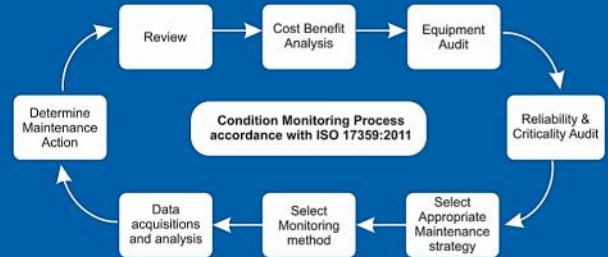 Review
Cost Benefit
Analysis
Equipment
Audit
Determine
Maintenance
Action
Condition Monitoring Process
accordance with ISO 17359:2011
Reliability &
Criticality Audit
Data
acquisitions
and analysis
Select
Monitoring
method
Select
Appropriate
Maintenance
strategy